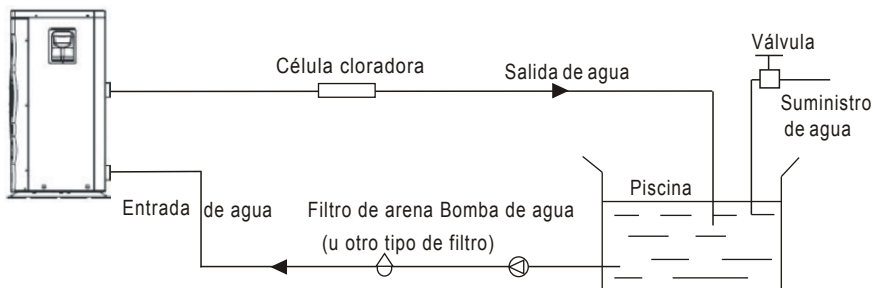 Válvula
Célula cloradora
Salida de agua
Suministro
de agua
Piscina
Entrada de agua
Filtro de arena Bomba de agua
(u otro tipo de filtro)